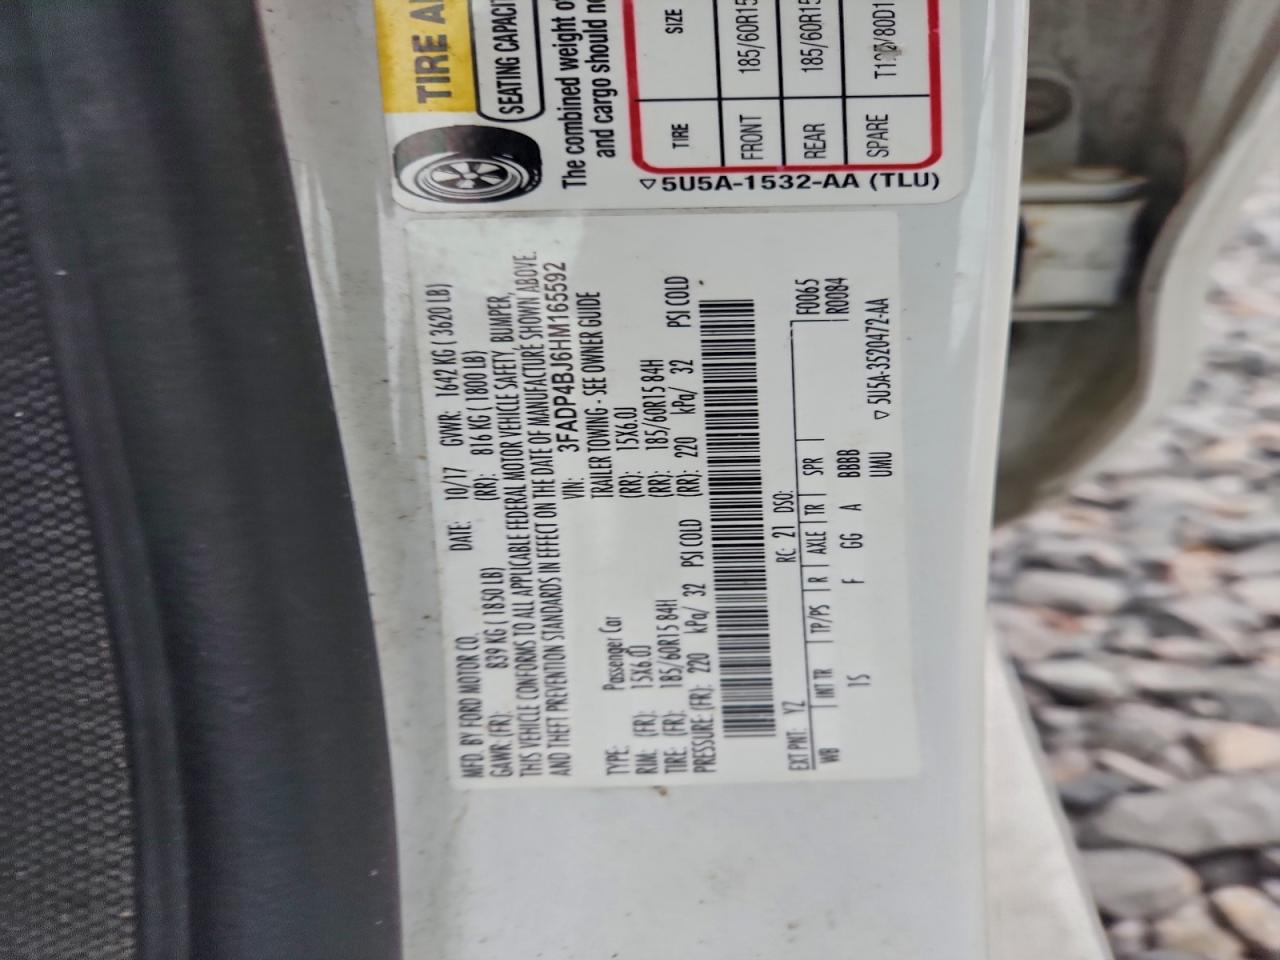 TIRE A
SEATING CAPACI
The combined weight o
and cargo should n
TIRE SIZE
FRONT 185/60R15
REAR 185/60R15
SPARE
5U5A-1532-AA (TLU)
MFD. BY FORD MOTOR CO. DATE: 10/17 GVWR: 1642 KG ( 3620 LB)
GAWR: (FR): 839 KG ( 1850 LB) (RR): 816 KG ( 1800 LB)
THIS VEHICLE CONFORMS TO ALL APPLICABLE FEDERAL MOTOR VEHICLE SAFETY, BUMPER,
AND THEFT PREVENTION STANDARDS IN EFFECT ON THE DATE OF MANUFACTURE SHOWN ABOVE.
VIN: 3FADP4BJ6HM165592
TYPE: Passenger Car TRAILER TOWING - SEE OWNER GUIDE
RIM: (FR): 15X6.0J (RR): 15X6.0J
TIRE: (FR): 185/60R15 84H (RR): 185/60R15 84H
PRESSURE (FR): 220 kPa/ 32 PSI COLD (RR): 220 kPa/ 32 PSI COLD
RC: 21 DSO:
EXT PNT: YZ F0065
WB INT TR TP/PS R AXLE TR SPR R0084
15 F GG A BBBB
UMU 5U5A-3520472-AA